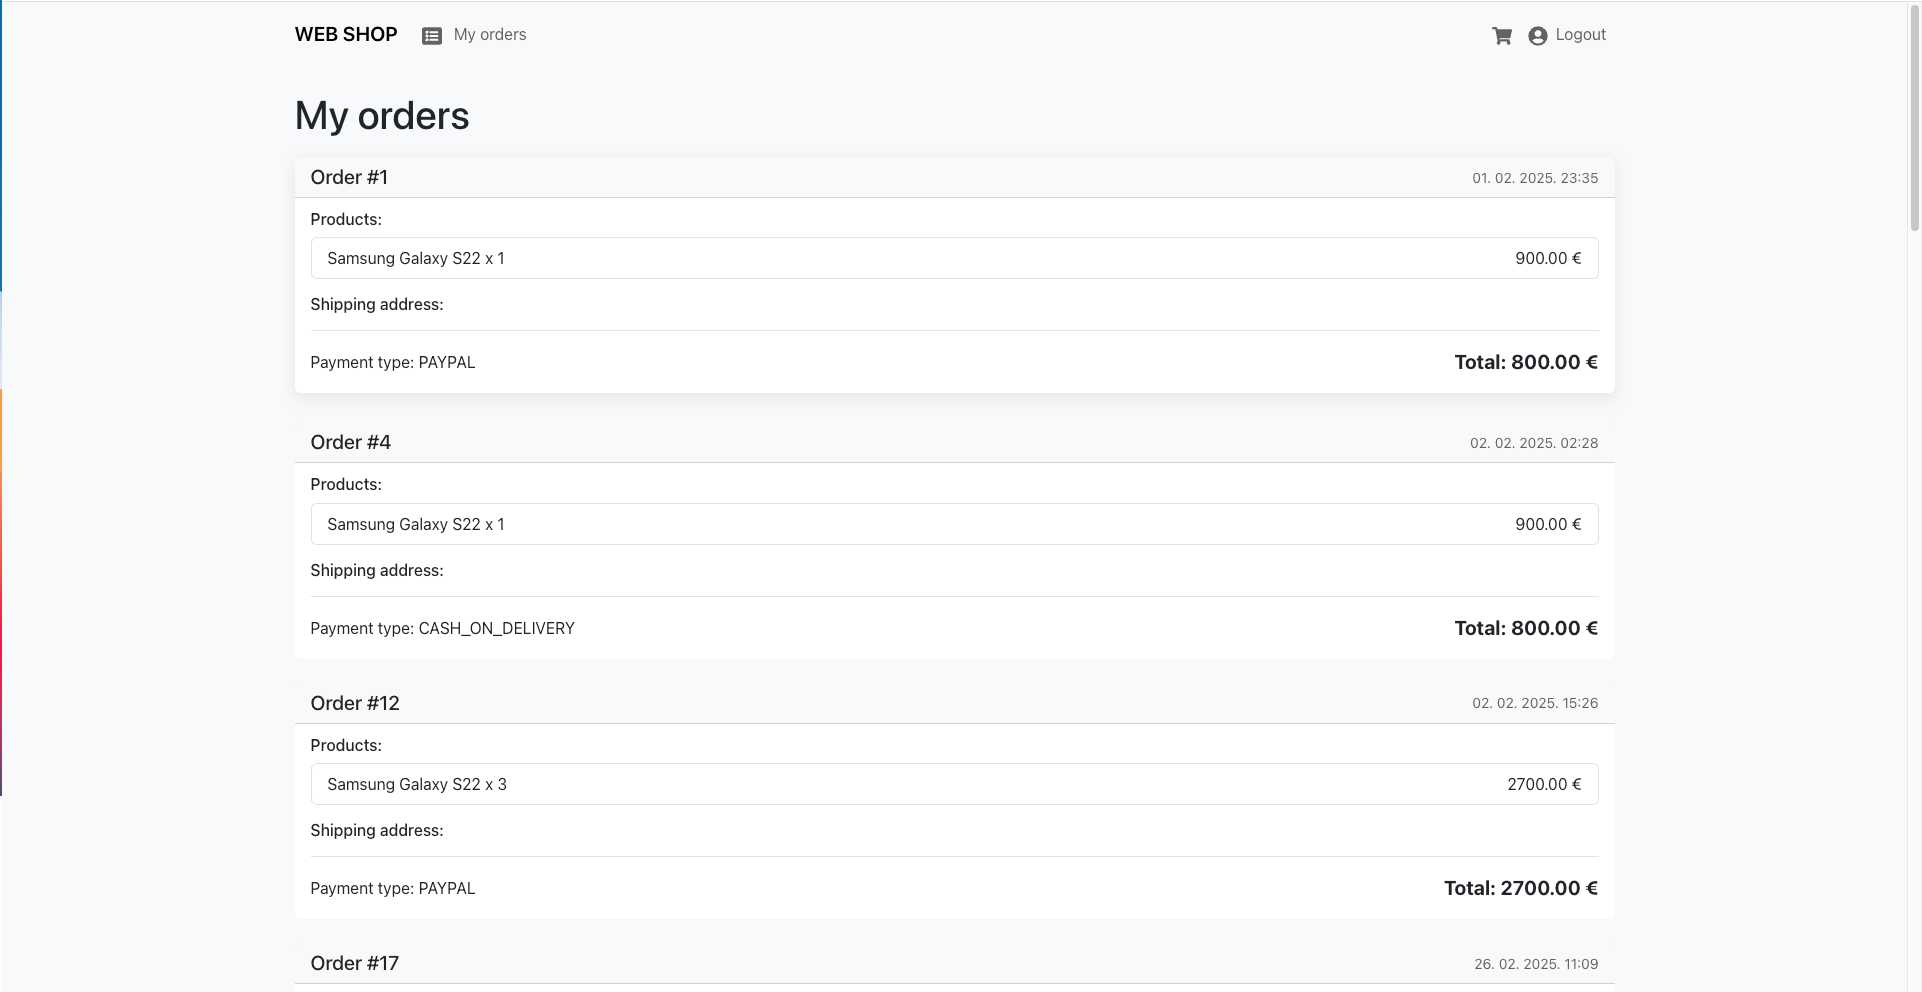 WEB SHOP My orders Logout
My orders
Order #1 01. 02. 2025. 23:35
Products:
Samsung Galaxy S22 x 1 900.00 €
Shipping address:
Payment type: PAYPAL Total: 800.00 €
Order #4 02. 02. 2025. 02:28
Products:
Samsung Galaxy S22 x 1 900.00 €
Shipping address:
Payment type: CASH_ON_DELIVERY Total: 800.00 €
Order #12 02. 02. 2025. 15:26
Products:
Samsung Galaxy S22 x 3 2700.00 €
Shipping address:
Payment type: PAYPAL Total: 2700.00 €
Order #17 26. 02. 2025. 11:09